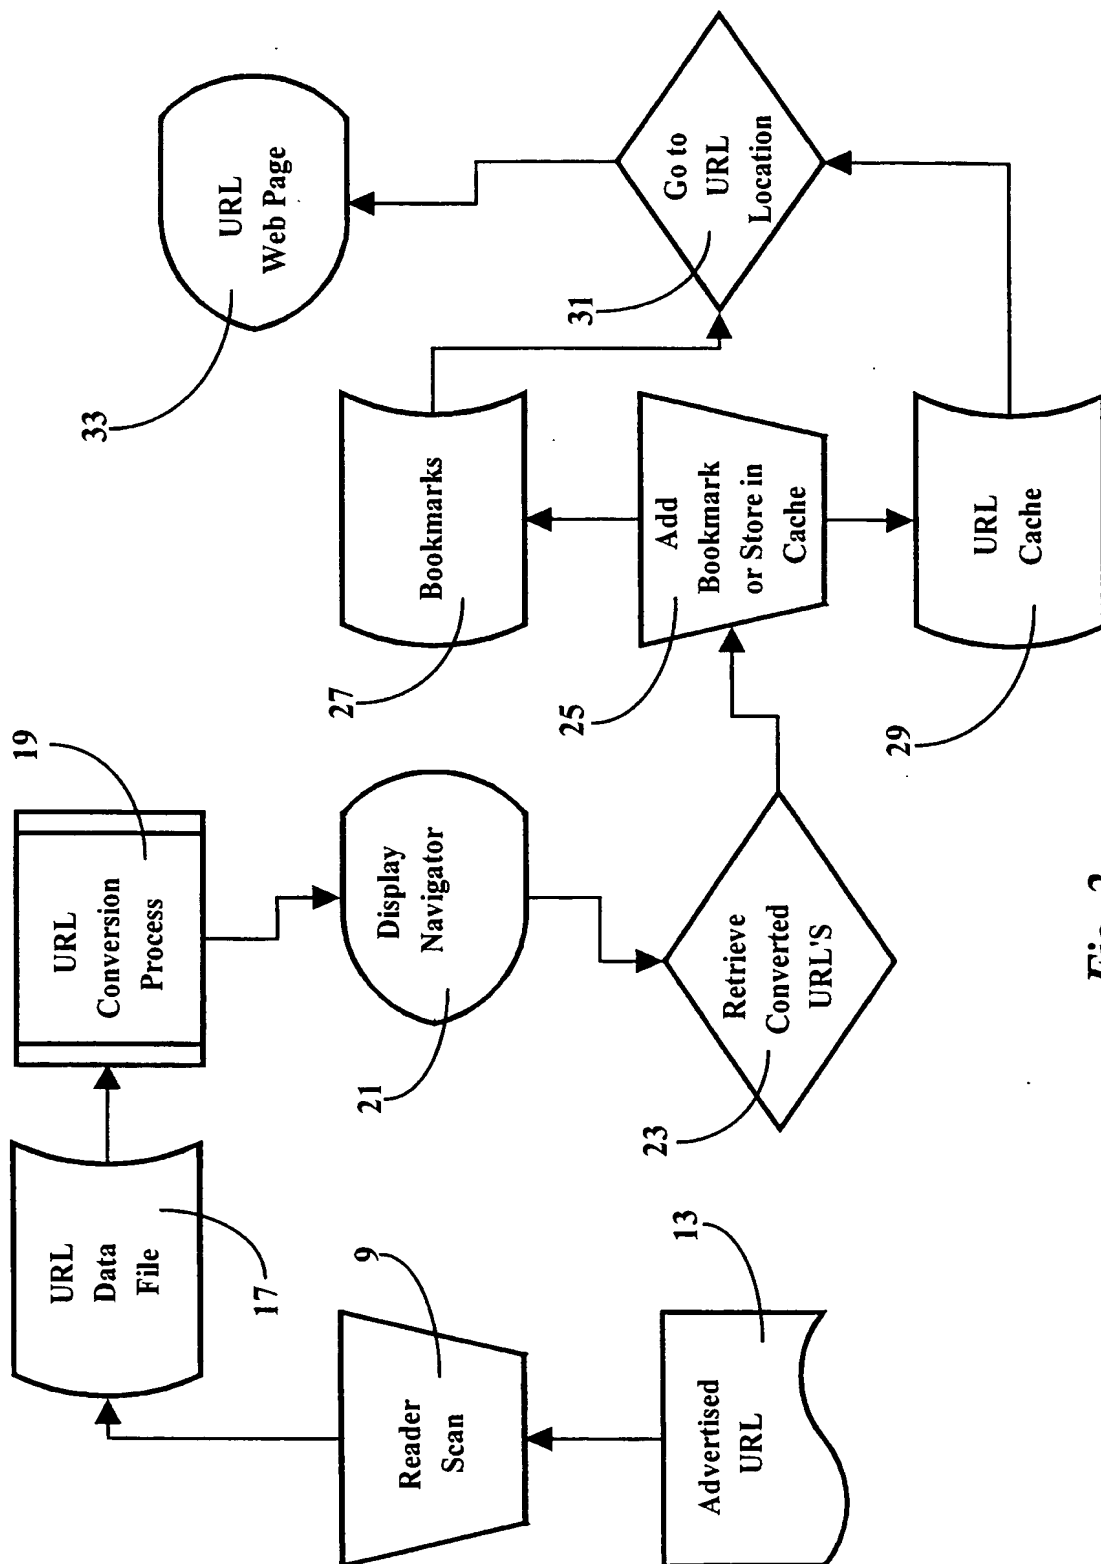 Advertised
URL
13
Reader
Scan
9
URL
Data
File
17
URL
Conversion
Process
19
Display
Navigator
21
Retrieve
Converted
URL'S
23
Add
Bookmark
or Store in
Cache
25
Bookmarks
27
URL
Cache
29
Go to
URL
Location
31
URL
Web Page
33
Fig.